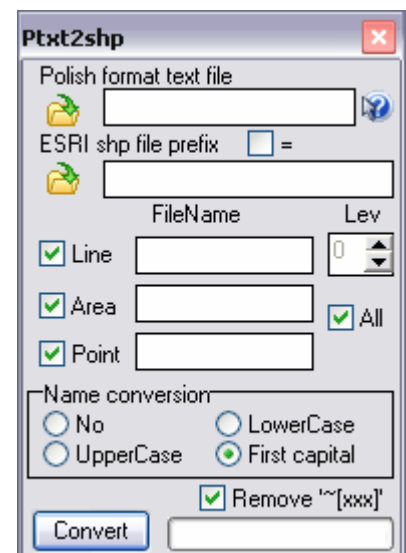 Ptxt2shp
Polish format text file
ESRI shp file prefix =
FileName Lev
Line 0
Area
All
Point
Name conversion
No LowerCase
UpperCase First capital
Remove '~[xxx]'
Convert